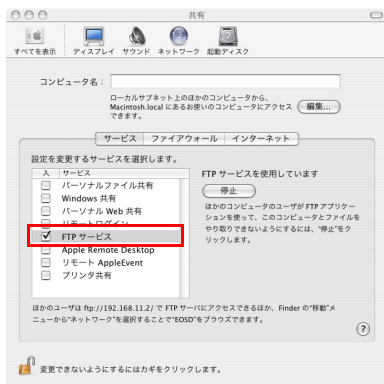 共有
すべてを表示 ディスプレイ サウンド ネットワーク 起動ディスク
コンピュータ名：
ローカルサブネット上のほかのコンピュータから、
Macintosh.local にあるお使いのコンピュータにアクセス
できます。
編集...
サービス ファイアウォール インターネット
設定を変更するサービスを選択します。
入 サービス
パーソナルファイル共有
Windows 共有
パーソナル Web 共有
リモートログイン
FTP サービス
Apple Remote Desktop
リモート AppleEvent
プリンタ共有
FTP サービスを使用しています
停止
ほかのコンピュータのユーザが FTP アプリケー
ションを使って、このコンピュータとファイルを
やり取りできないようにするには、"停止"をク
リックします。
ほかのユーザは ftp://192.168.11.2/ で FTP サーバにアクセスできるほか、Finder の"移動"メ
ニューから"ネットワーク"を選択することで"EOSD"をブラウズできます。
?
変更できないようにするにはカギをクリックします。